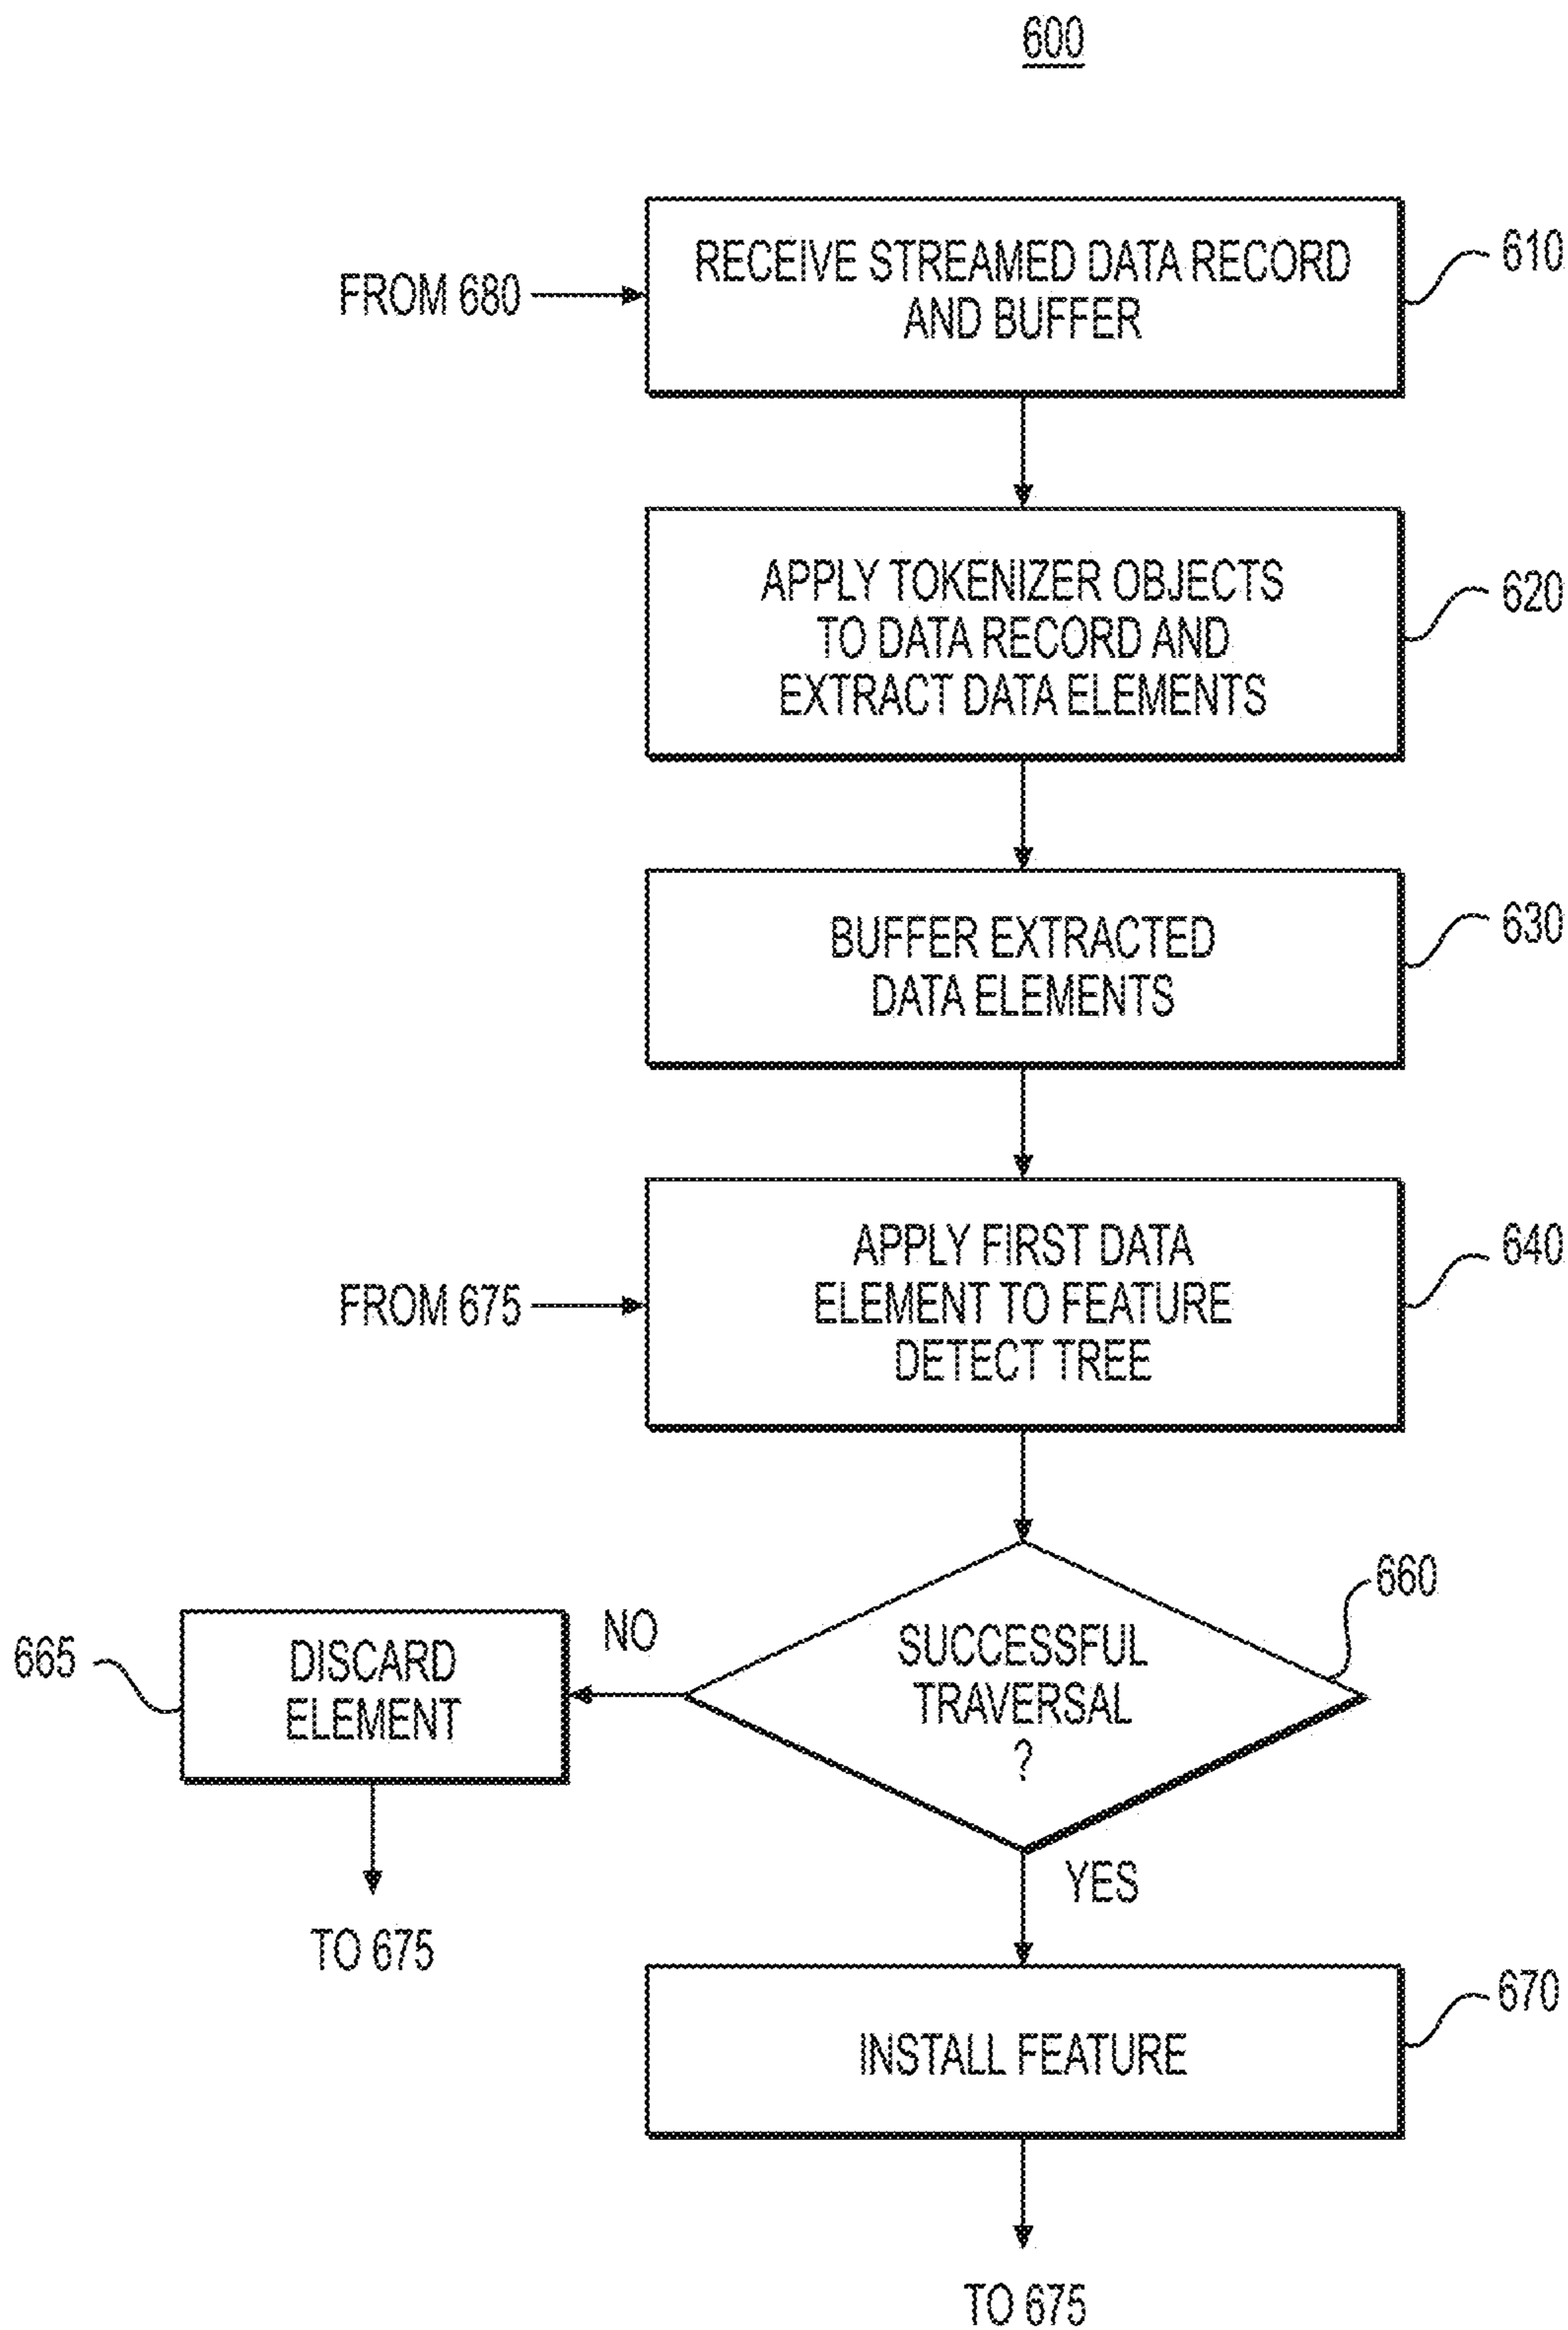 600
RECEIVE STREAMED DATA RECORD
AND BUFFER
610
FROM 680
APPLY TOKENIZER OBJECTS
TO DATA RECORD AND
EXTRACT DATA ELEMENTS
620
BUFFER EXTRACTED
DATA ELEMENTS
630
APPLY FIRST DATA
ELEMENT TO FEATURE
DETECT TREE
640
FROM 675
SUCCESSFUL
TRAVERSAL
?
660
NO
DISCARD
ELEMENT
665
TO 675
YES
INSTALL FEATURE
670
TO 675